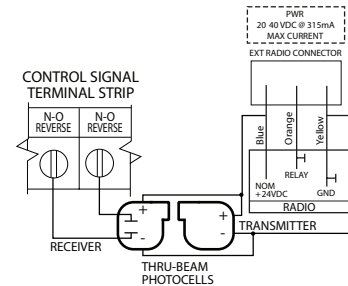 PWR
20 40 VDC @ 315mA
MAX CURRENT
EXT RADIO CONNECTOR
CONTROL SIGNAL
TERMINAL STRIP
N-O
REVERSE
N-O
REVERSE
Blue
Orange
Yellow
RELAY
NOM
+24VDC
GND
RADIO
+
-
+
-
RECEIVER
TRANSMITTER
THRU-BEAM
PHOTOCELLS